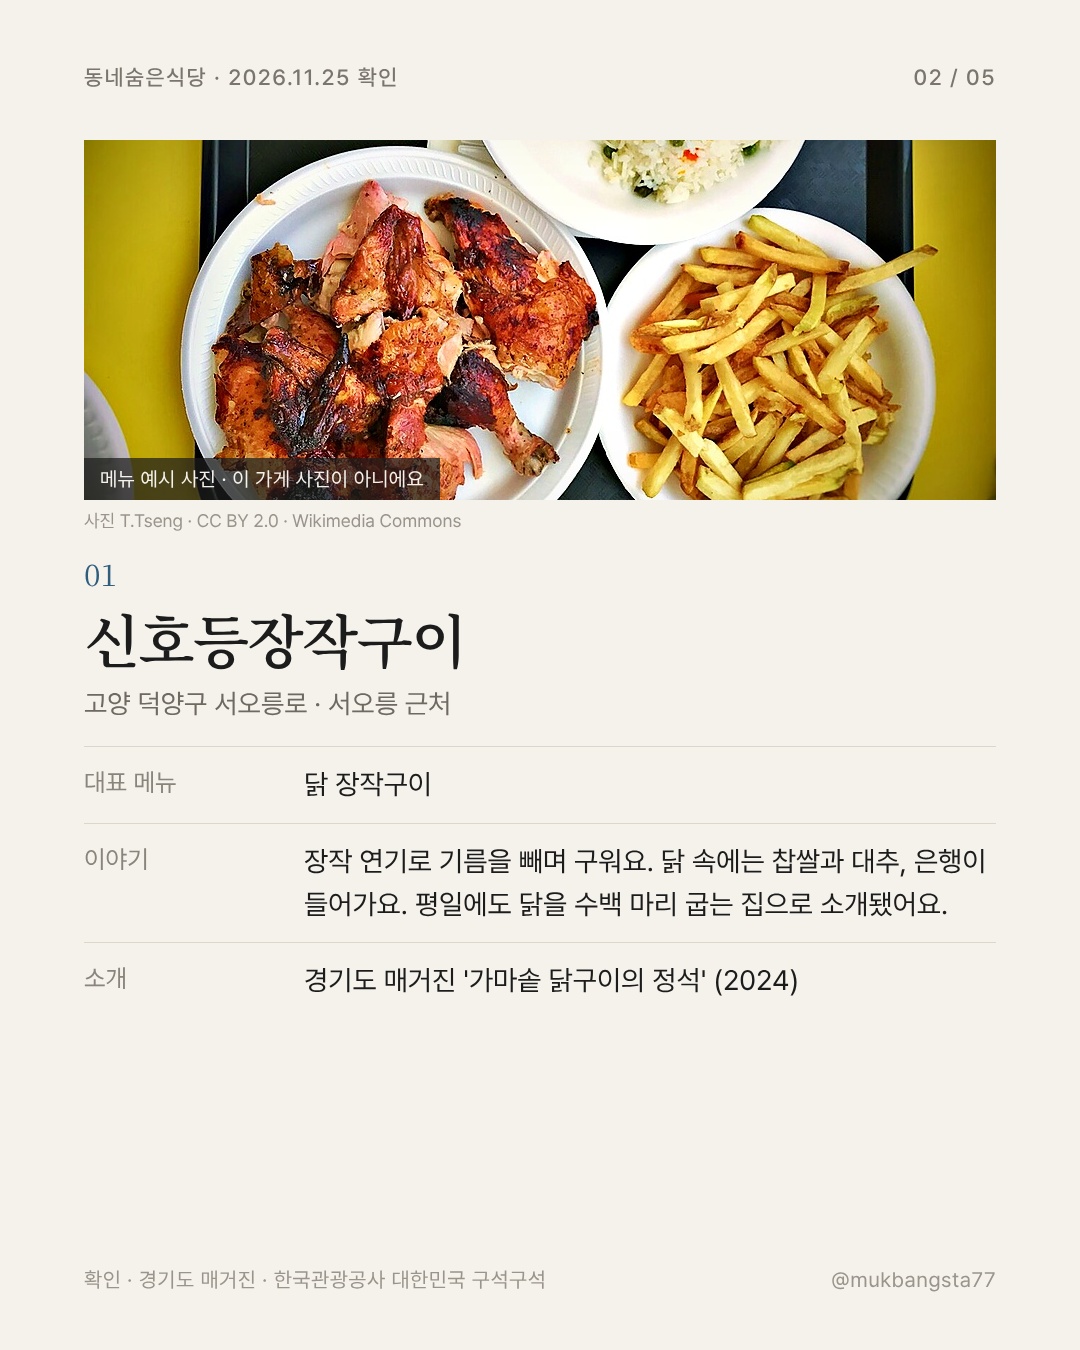 동네숨은식당 · 2026.11.25 확인
02 / 05
메뉴 예시 사진 · 이 가게 사진이 아니에요
사진 T.Tseng · CC BY 2.0 · Wikimedia Commons
01
신호등장작구이
고양 덕양구 서오릉로 · 서오릉 근처
대표 메뉴
닭 장작구이
이야기
장작 연기로 기름을 빼며 구워요. 닭 속에는 찹쌀과 대추, 은행이
들어가요. 평일에도 닭을 수백 마리 굽는 집으로 소개됐어요.
소개
경기도 매거진 '가마솥 닭구이의 정석' (2024)
확인 · 경기도 매거진 · 한국관광공사 대한민국 구석구석
@mukbangsta77